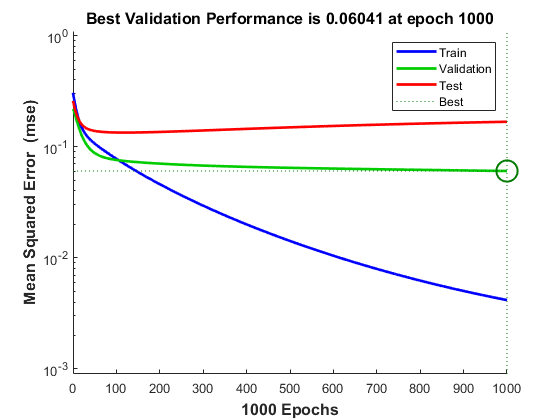 Best Validation Performance is 0.06041 at epoch 1000
10^0
10^-1
10^-2
10^-3
Mean Squared Error (mse)
Train
Validation
Test
Best
0 100 200 300 400 500 600 700 800 900 1000
1000 Epochs